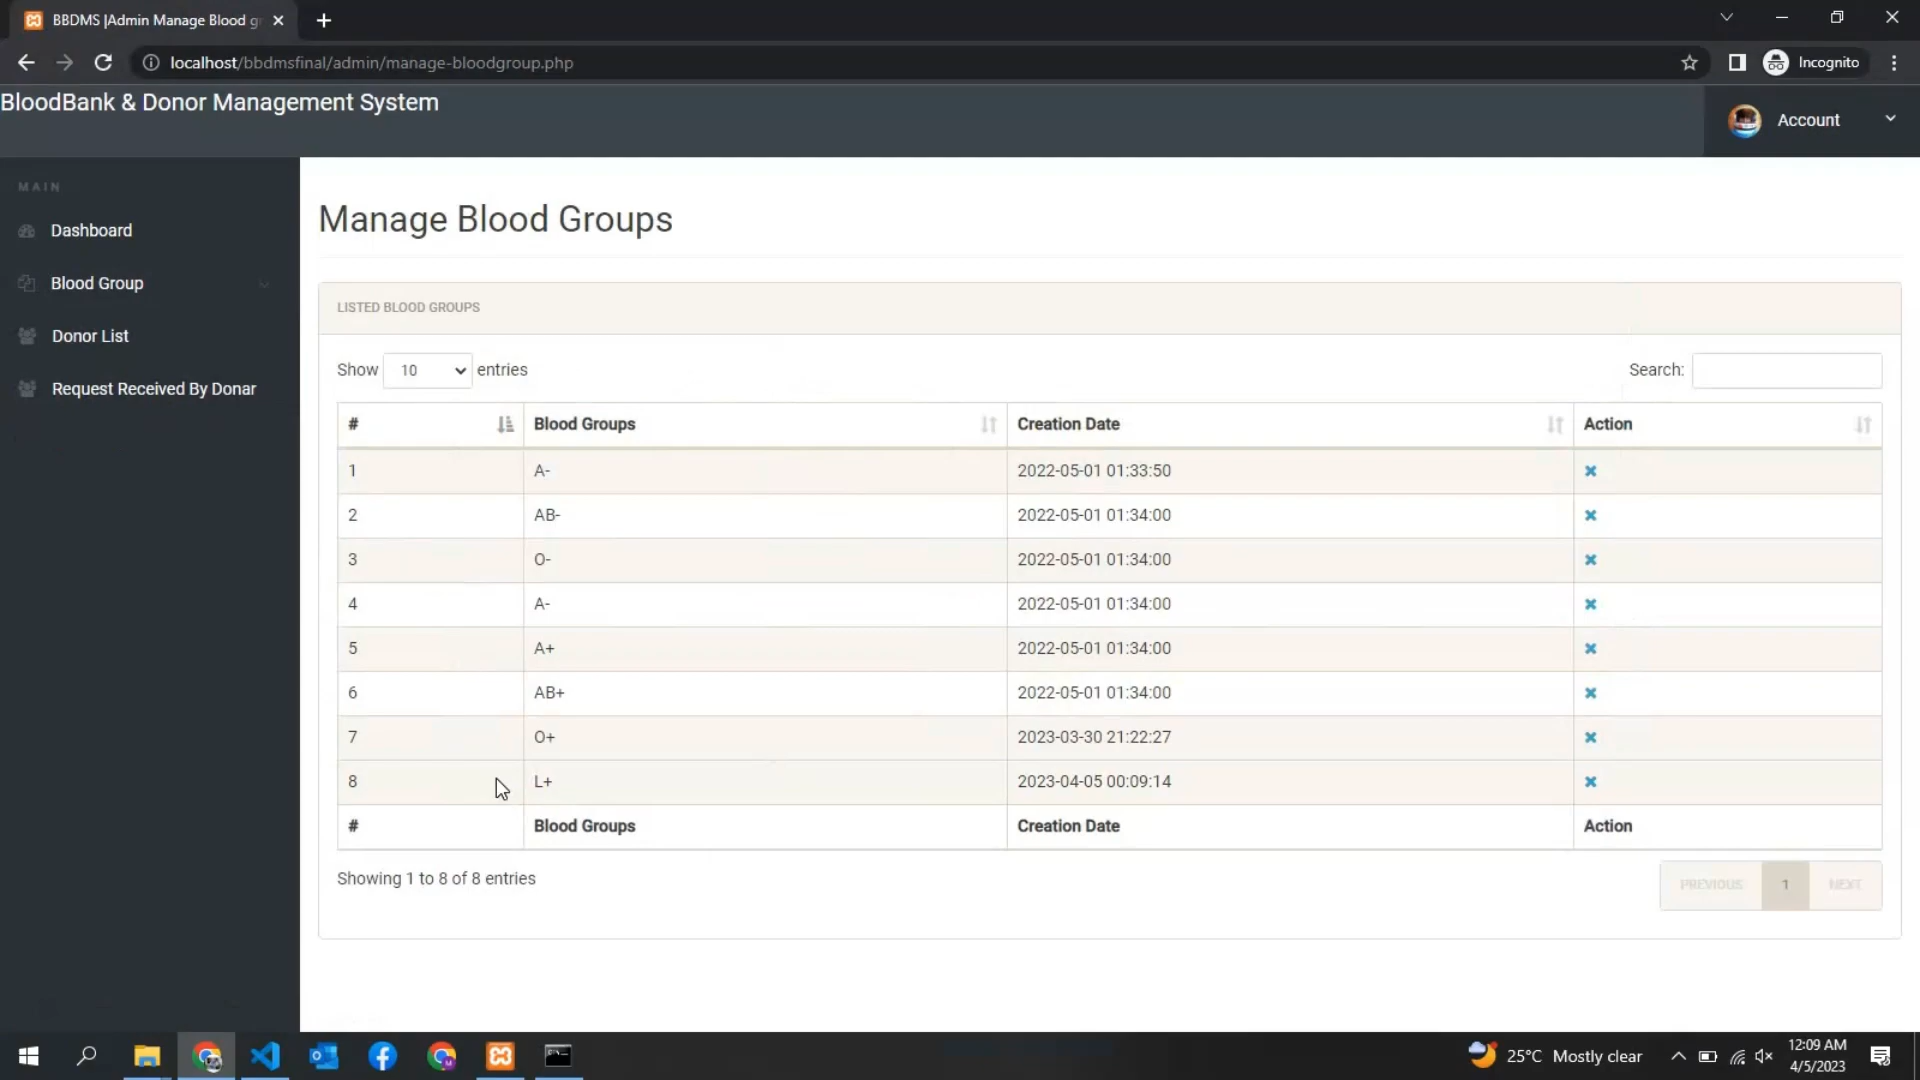 BBDMS |Admin Manage Blood gr
localhost/bbdmsfinal/admin/manage-bloodgroup.php
Incognito
BloodBank & Donor Management System
Account
MAIN
Dashboard
Blood Group
Donor List
Request Received By Donar
Manage Blood Groups
LISTED BLOOD GROUPS
Show 10 entries
Search:
# Blood Groups Creation Date Action
1 A- 2022-05-01 01:33:50
2 AB- 2022-05-01 01:34:00
3 O- 2022-05-01 01:34:00
4 A- 2022-05-01 01:34:00
5 A+ 2022-05-01 01:34:00
6 AB+ 2022-05-01 01:34:00
7 O+ 2023-03-30 21:22:27
8 L+ 2023-04-05 00:09:14
# Blood Groups Creation Date Action
Showing 1 to 8 of 8 entries
PREVIOUS 1 NEXT
25°C Mostly clear
12:09 AM
4/5/2023